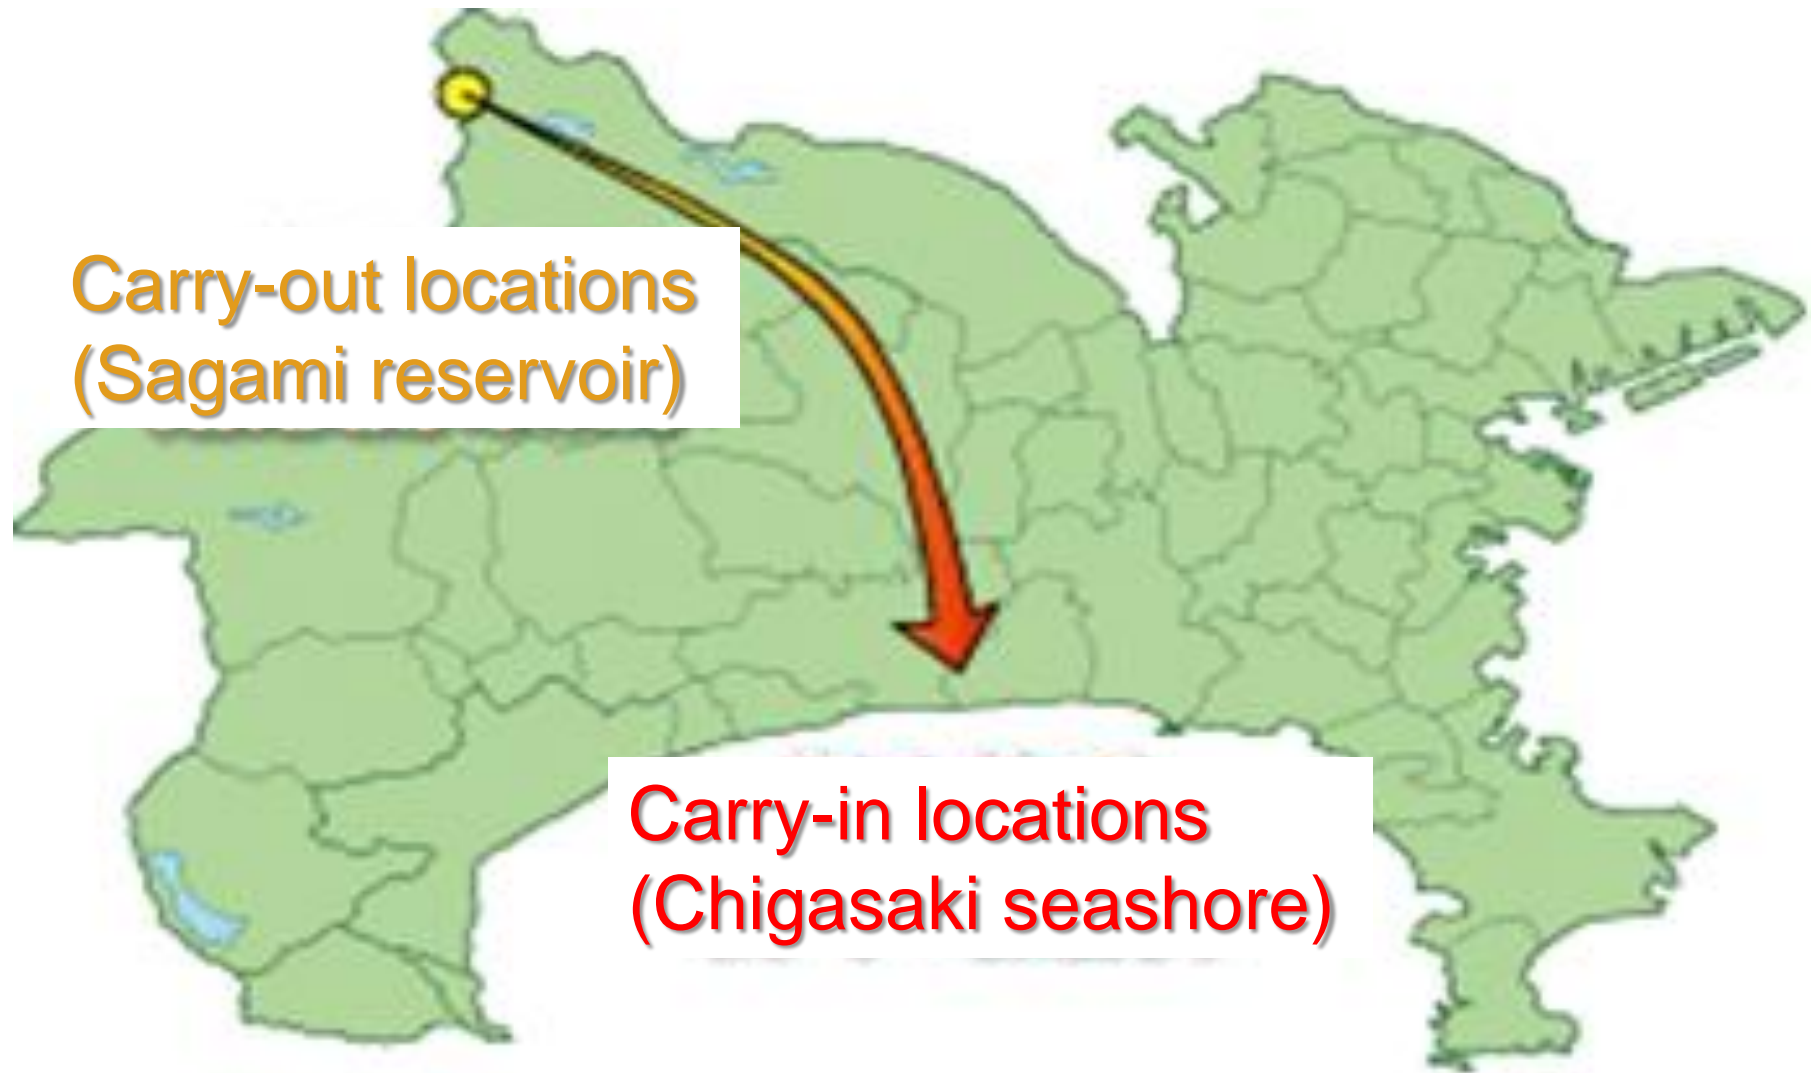 Carry-out locations
(Sagami reservoir)
Carry-in locations
(Chigasaki seashore)